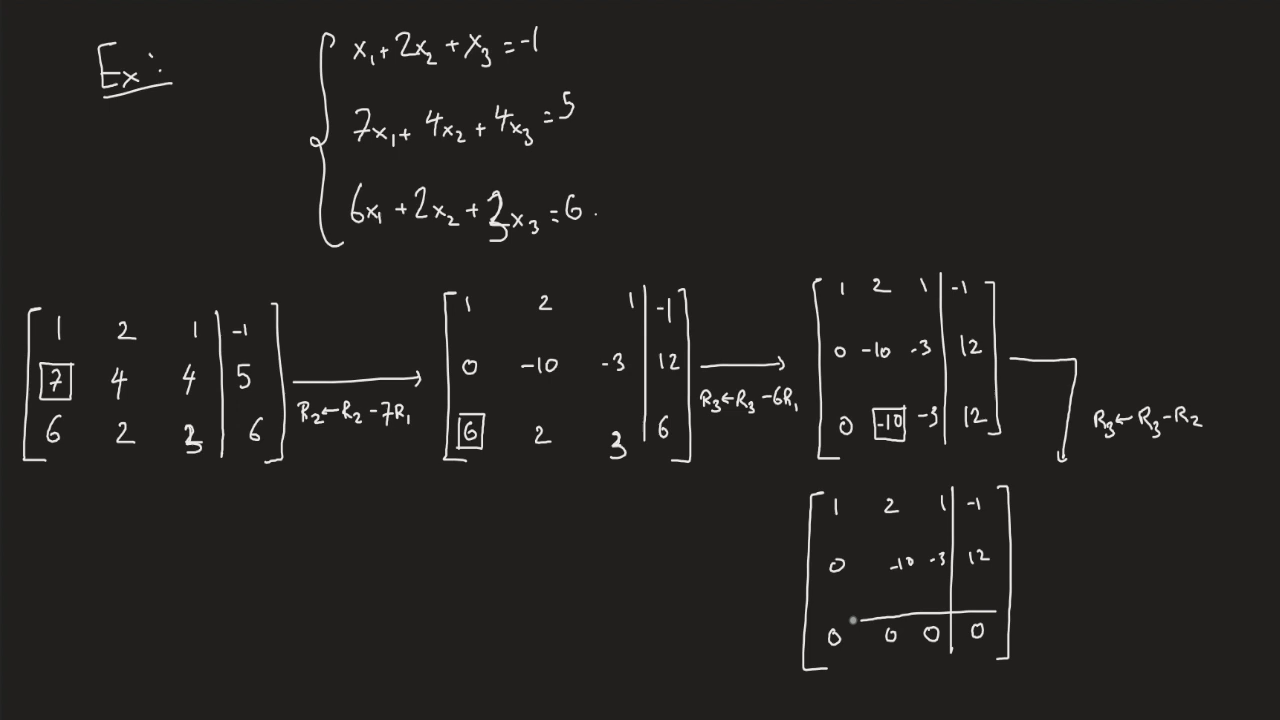 Ex:
x₁ + 2x₂ + x₃ = -1
7x₁ + 4x₂ + 4x₃ = 5
6x₁ + 2x₂ + 3x₃ = 6.
1 2 1 | -1
7 4 4 | 5
6 2 3 | 6
R₂ ← R₂ - 7R₁
1 2 1 | -1
0 -10 -3 | 12
6 2 3 | 6
R₃ ← R₃ - 6R₁
1 2 1 | -1
0 -10 -3 | 12
0 -10 -3 | 12
R₃ ← R₃ - R₂
1 2 1 | -1
0 -10 -3 | 12
0 0 0 | 0